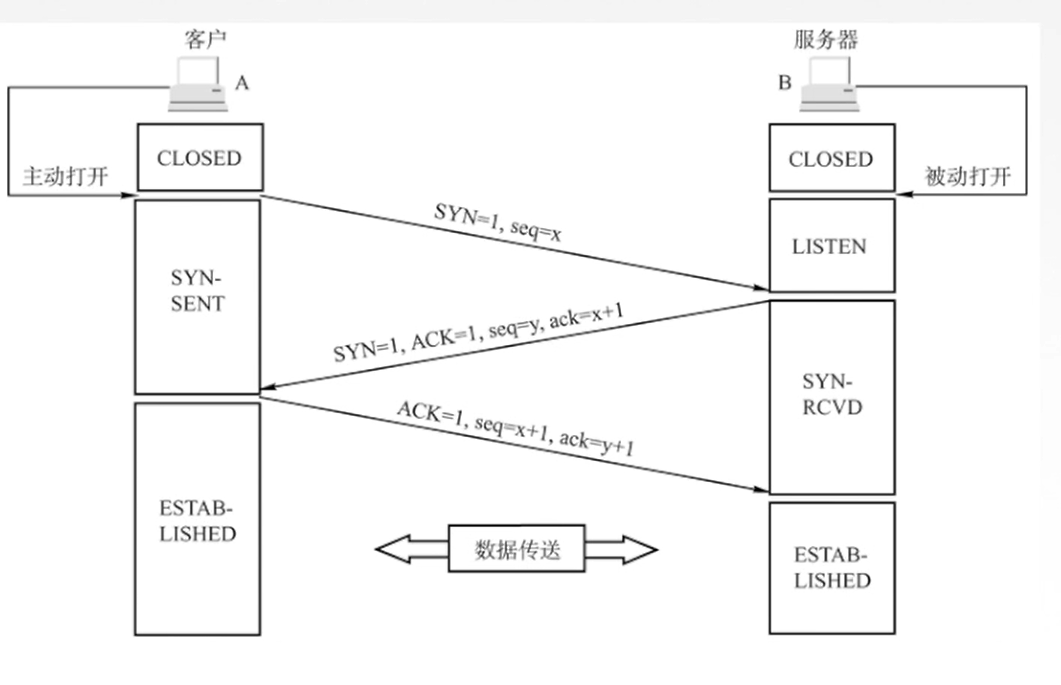 客户
服务器
A
B
CLOSED
CLOSED
主动打开
被动打开
SYN=1, seq=x
LISTEN
SYN-
SENT
SYN=1, ACK=1, seq=y, ack=x+1
SYN-
RCVD
ACK=1, seq=x+1, ack=y+1
ESTAB-
LISHED
数据传送
ESTAB-
LISHED